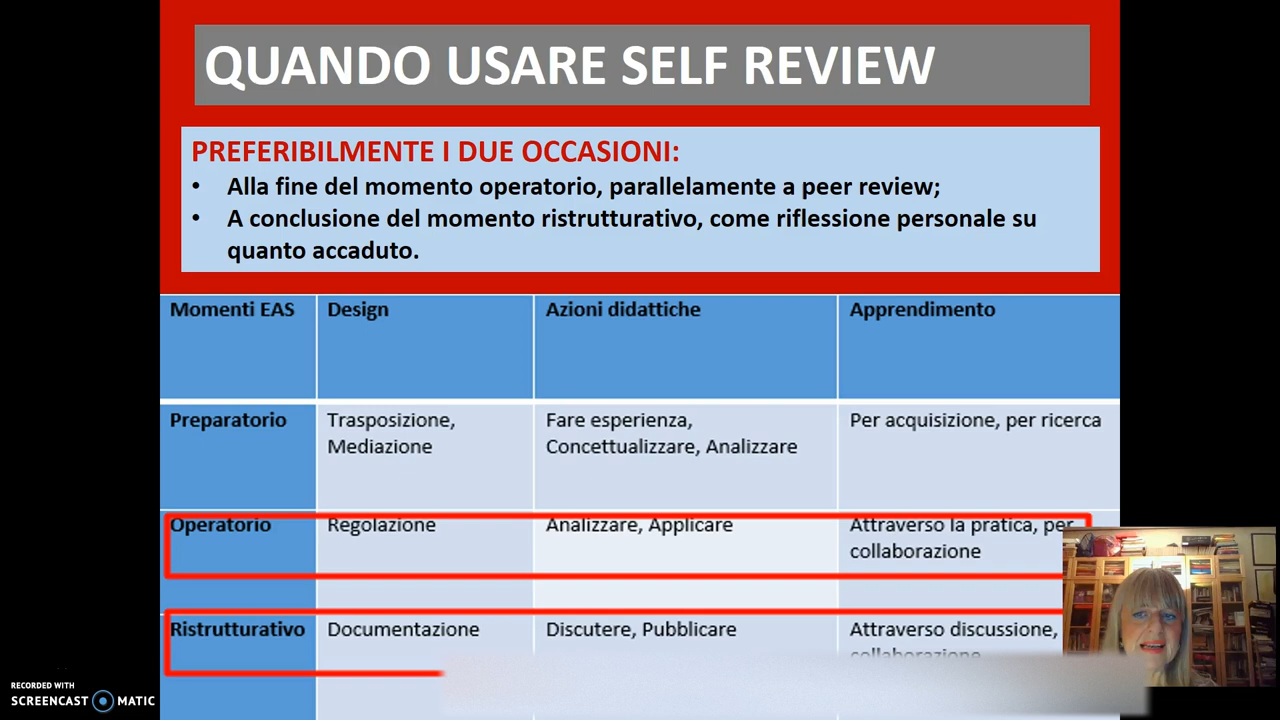 QUANDO USARE SELF REVIEW
PREFERIBILMENTE I DUE OCCASIONI:
• Alla fine del momento operatorio, parallelamente a peer review;
• A conclusione del momento ristrutturativo, come riflessione personale su
quanto accaduto.
Momenti EAS Design Azioni didattiche Apprendimento
Preparatorio Trasposizione, Fare esperienza, Per acquisizione, per ricerca
Mediazione Concettualizzare, Analizzare
Operatorio Regolazione Analizzare, Applicare Attraverso la pratica, per
collaborazione
Ristrutturativo Documentazione Discutere, Pubblicare Attraverso discussione,
collaborazione
RECORDED WITH
SCREENCAST MATIC